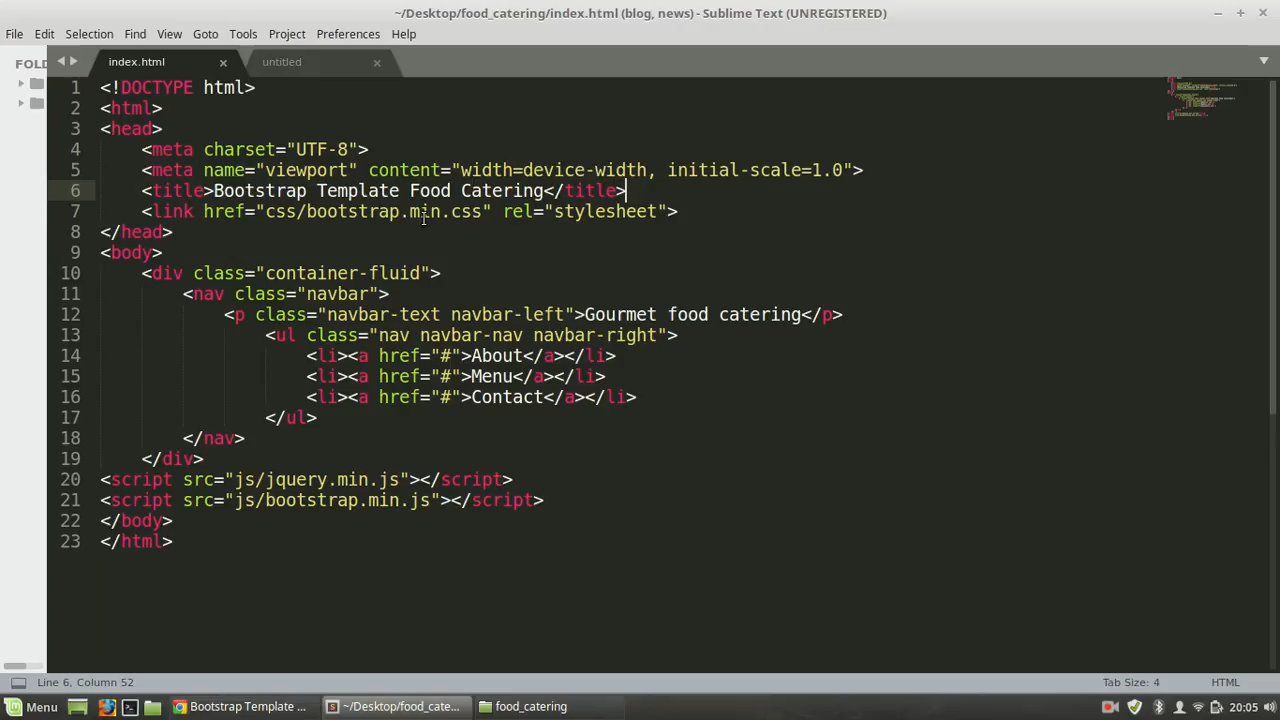 ~/Desktop/food_catering/index.html (blog, news) - Sublime Text (UNREGISTERED)
File Edit Selection Find View Goto Tools Project Preferences Help
FOLD
index.html
untitled
1 <!DOCTYPE html>
2 <html>
3 <head>
4 <meta charset="UTF-8">
5 <meta name="viewport" content="width=device-width, initial-scale=1.0">
6 <title>Bootstrap Template Food Catering</title>
7 <link href="css/bootstrap.min.css" rel="stylesheet">
8 </head>
9 <body>
10 <div class="container-fluid">
11 <nav class="navbar">
12 <p class="navbar-text navbar-left">Gourmet food catering</p>
13 <ul class="nav navbar-nav navbar-right">
14 <li><a href="#">About</a></li>
15 <li><a href="#">Menu</a></li>
16 <li><a href="#">Contact</a></li>
17 </ul>
18 </nav>
19 </div>
20 <script src="js/jquery.min.js"></script>
21 <script src="js/bootstrap.min.js"></script>
22 </body>
23 </html>
Line 6, Column 52
Tab Size: 4
HTML
Menu
Bootstrap Template ...
~/Desktop/food_cate...
food_catering
20:05